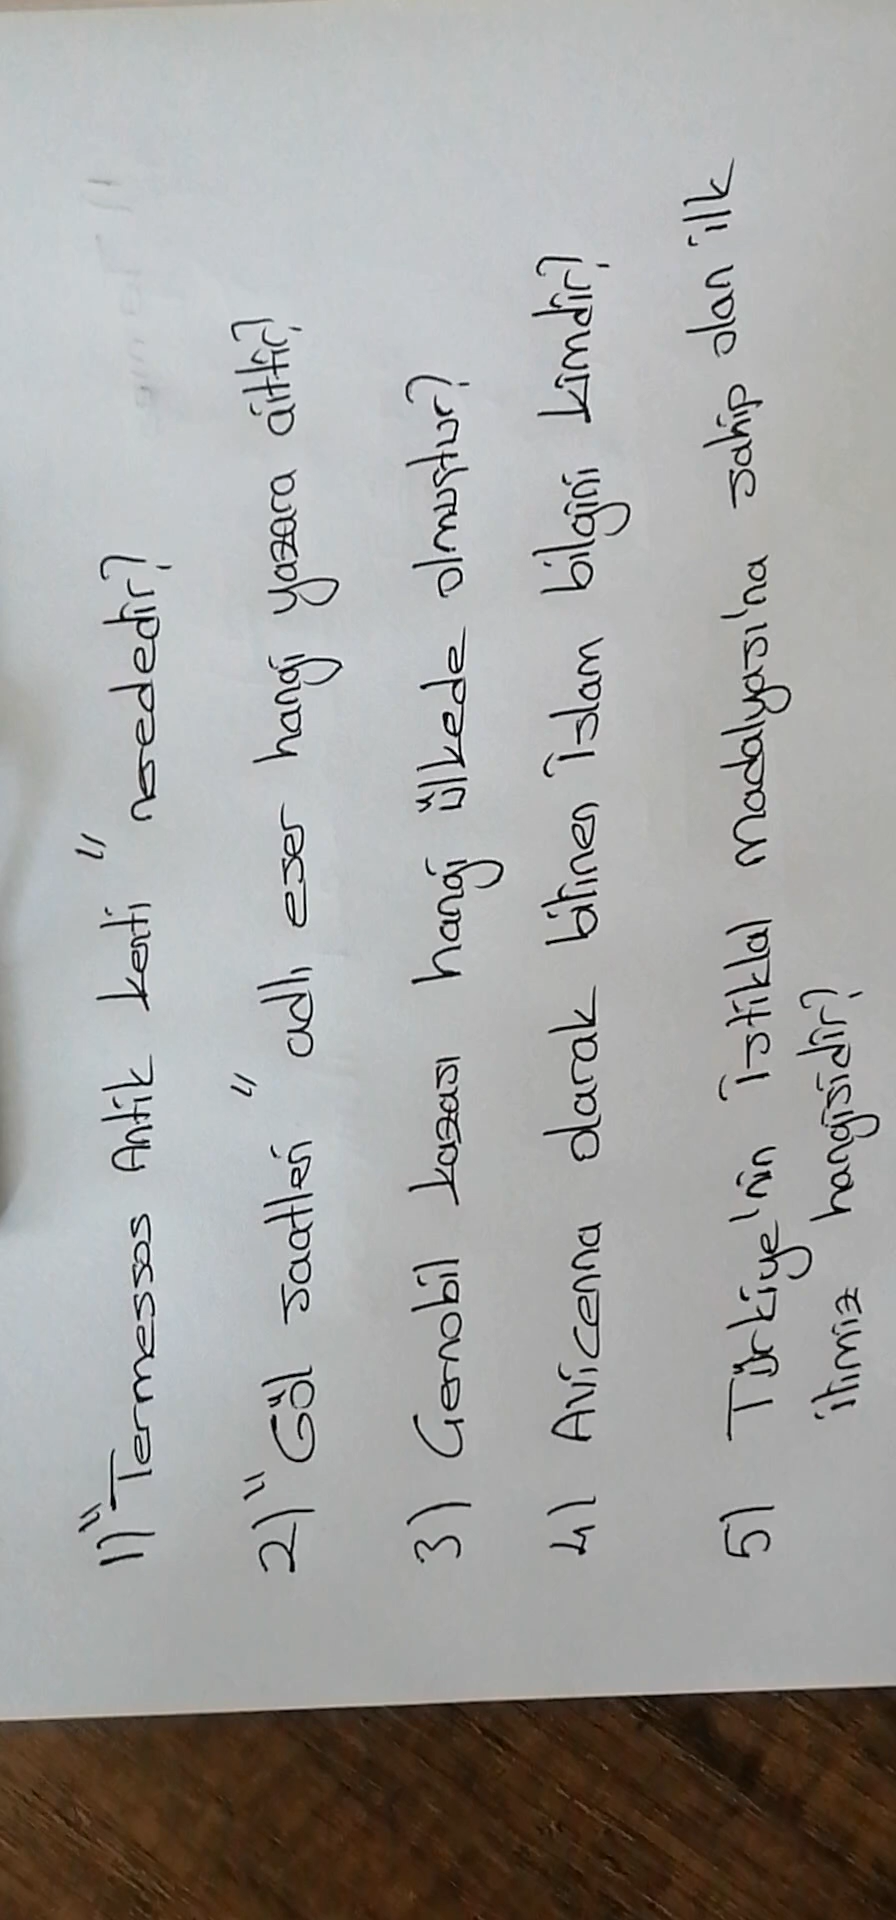 1) "Termessos Antik kenti" nerededir?
2) "Göl saatleri" adlı eser hangi yazara aittir?
3) Çernobil kazası hangi ülkede olmuştur?
4) Avicenna olarak bilinen İslam bilgini kimdir?
5) Türkiye'nin İstiklal madalyası'na sahip olan ilk
ilimiz hangisidir?